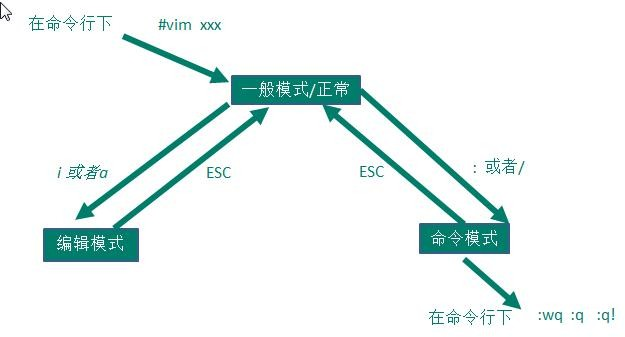 在命令行下 #vim xxx
一般模式/正常
i 或者a
ESC
ESC
: 或者/
编辑模式
命令模式
在命令行下 :wq :q :q!